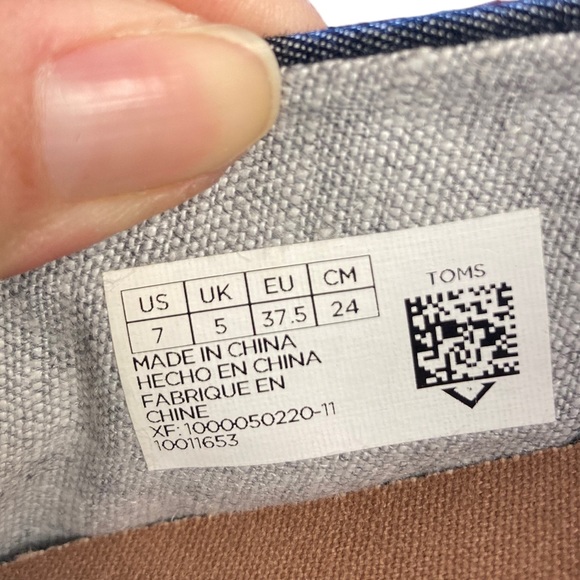 US UK EU CM
7 5 37.5 24
MADE IN CHINA
HECHO EN CHINA
FABRIQUE EN
CHINE
XF: 1000050220-11
10011653
TOMS